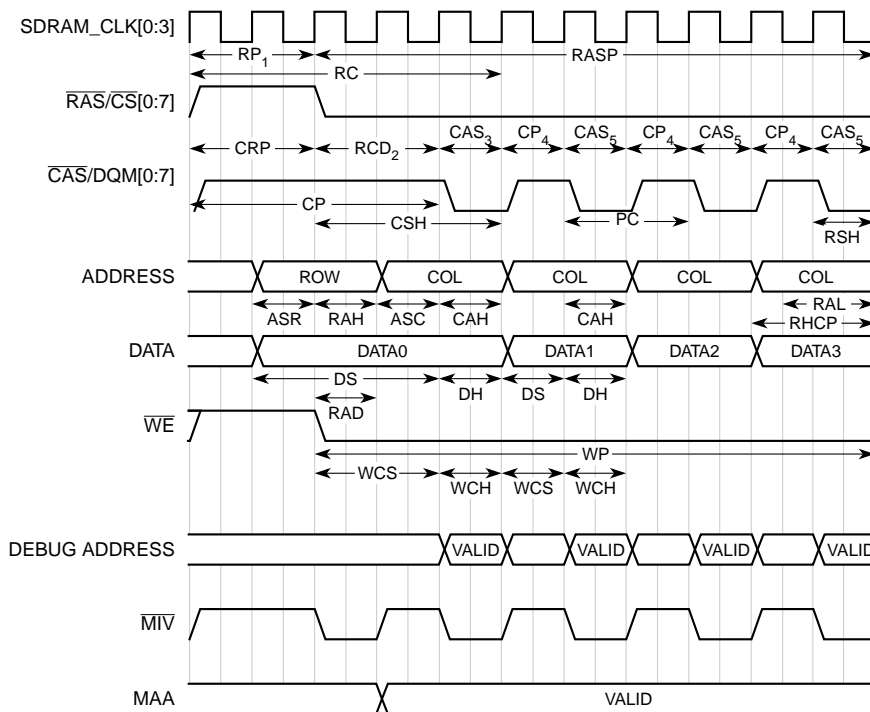 SDRAM_CLK[0:3]
RP1 RASP
RC
RAS/CS[0:7]
CRP RCD2 CAS3 CP4 CAS5 CP4 CAS5 CP4 CAS5
CAS/DQM[0:7]
CP
CSH PC RSH
ADDRESS ROW COL COL COL COL
ASR RAH ASC CAH CAH RAL
RHCP
DATA DATA0 DATA1 DATA2 DATA3
DS DH DS DH
RAD
WE
WP
WCS WCH WCS WCH
DEBUG ADDRESS VALID VALID VALID VALID
MIV
MAA VALID